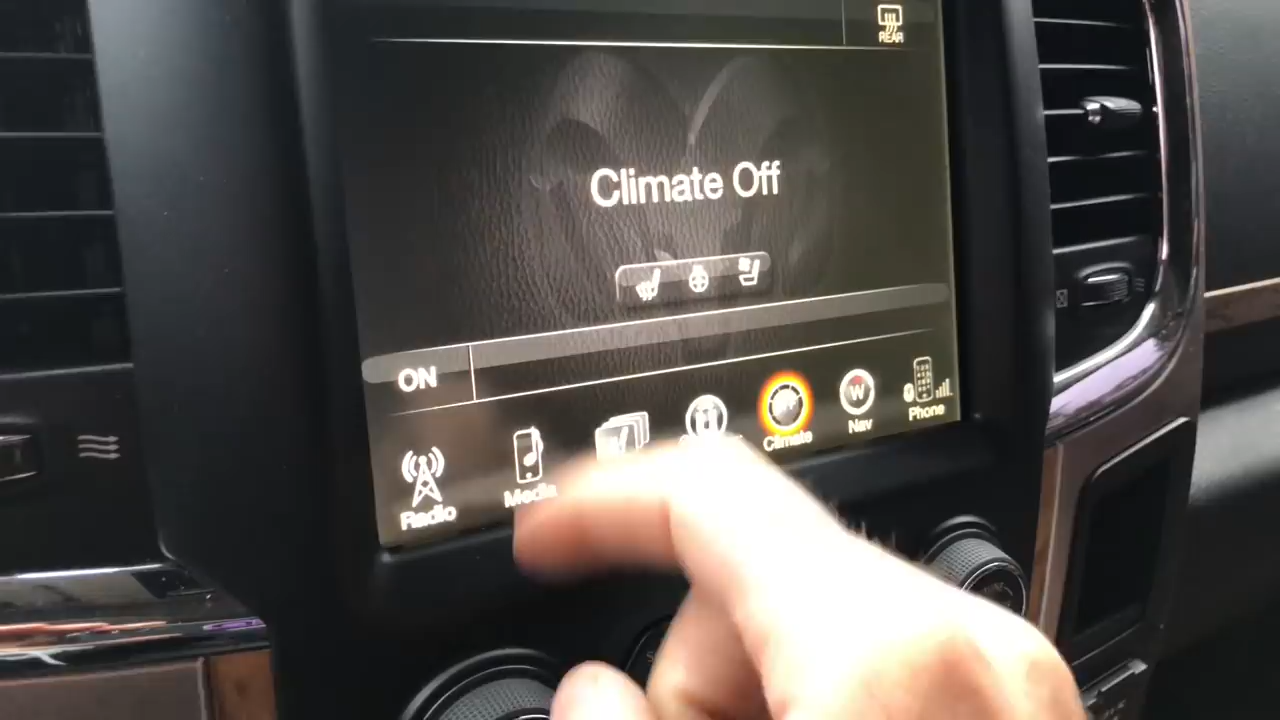 REAR
Climate Off
ON
Radio
Media
Climate
W
Nav
Phone